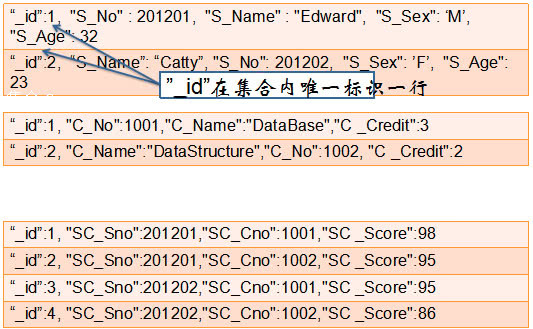 “_id”:1, "S_No" : 201201, "S_Name" : "Edward", "S_Sex": ‘M’,
"S_Age": 32
“_id”:2, "S_Name": “Catty”, "S_No": 201202, "S_Sex": ’F’, "S_Age":
23
”_id”在集合内唯一标识一行
“_id”:1, "C_No":1001,"C_Name":"DataBase","C _Credit":3
“_id”:2, "C_Name":"DataStructure","C_No":1002, "C _Credit":2
“_id”:1, "SC_Sno":201201,"SC_Cno":1001,"SC _Score":98
“_id”:2, "SC_Sno":201201,"SC_Cno":1002,"SC _Score":95
“_id”:3, "SC_Sno":201202,"SC_Cno":1001,"SC _Score":95
“_id”:4, "SC_Sno":201202,"SC_Cno":1002,"SC _Score":86